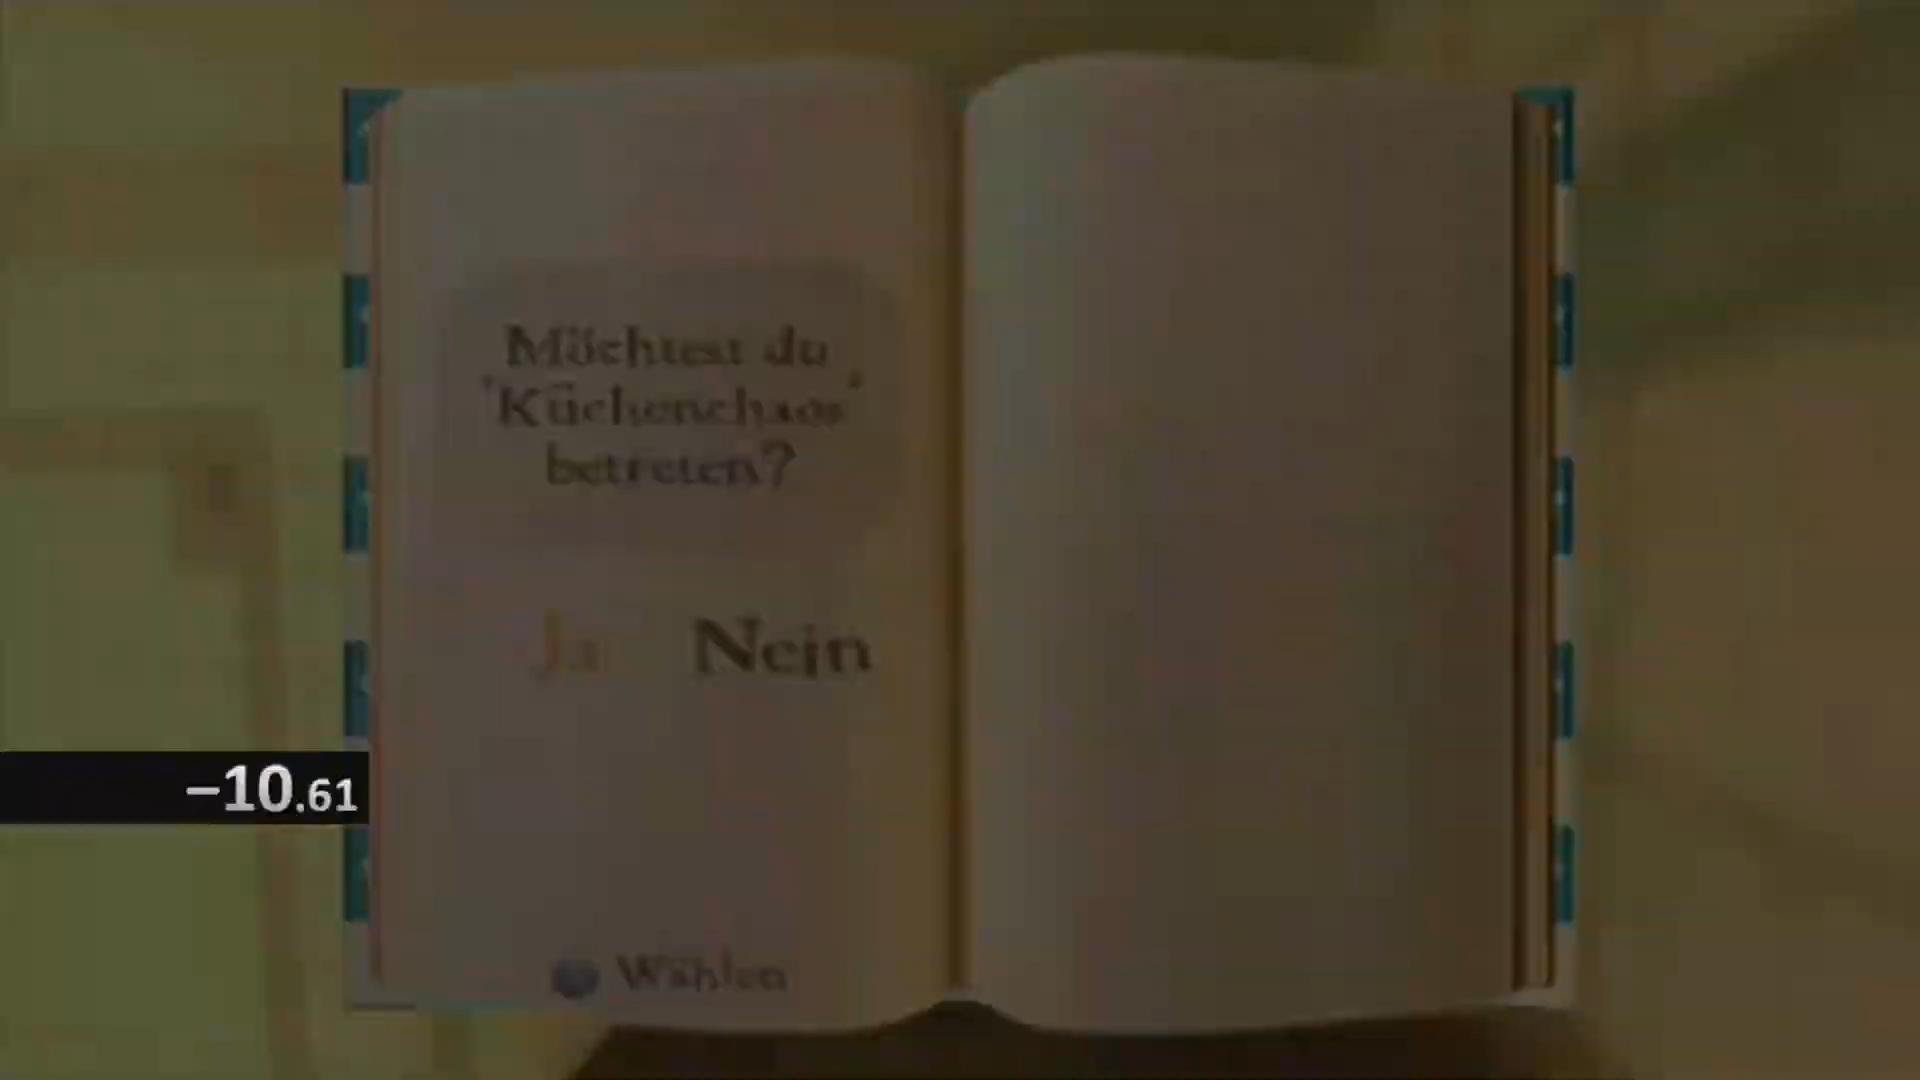 Möchtest du
'Küchenchaos'
betreten?
Ja Nein
−10.61
Wählen